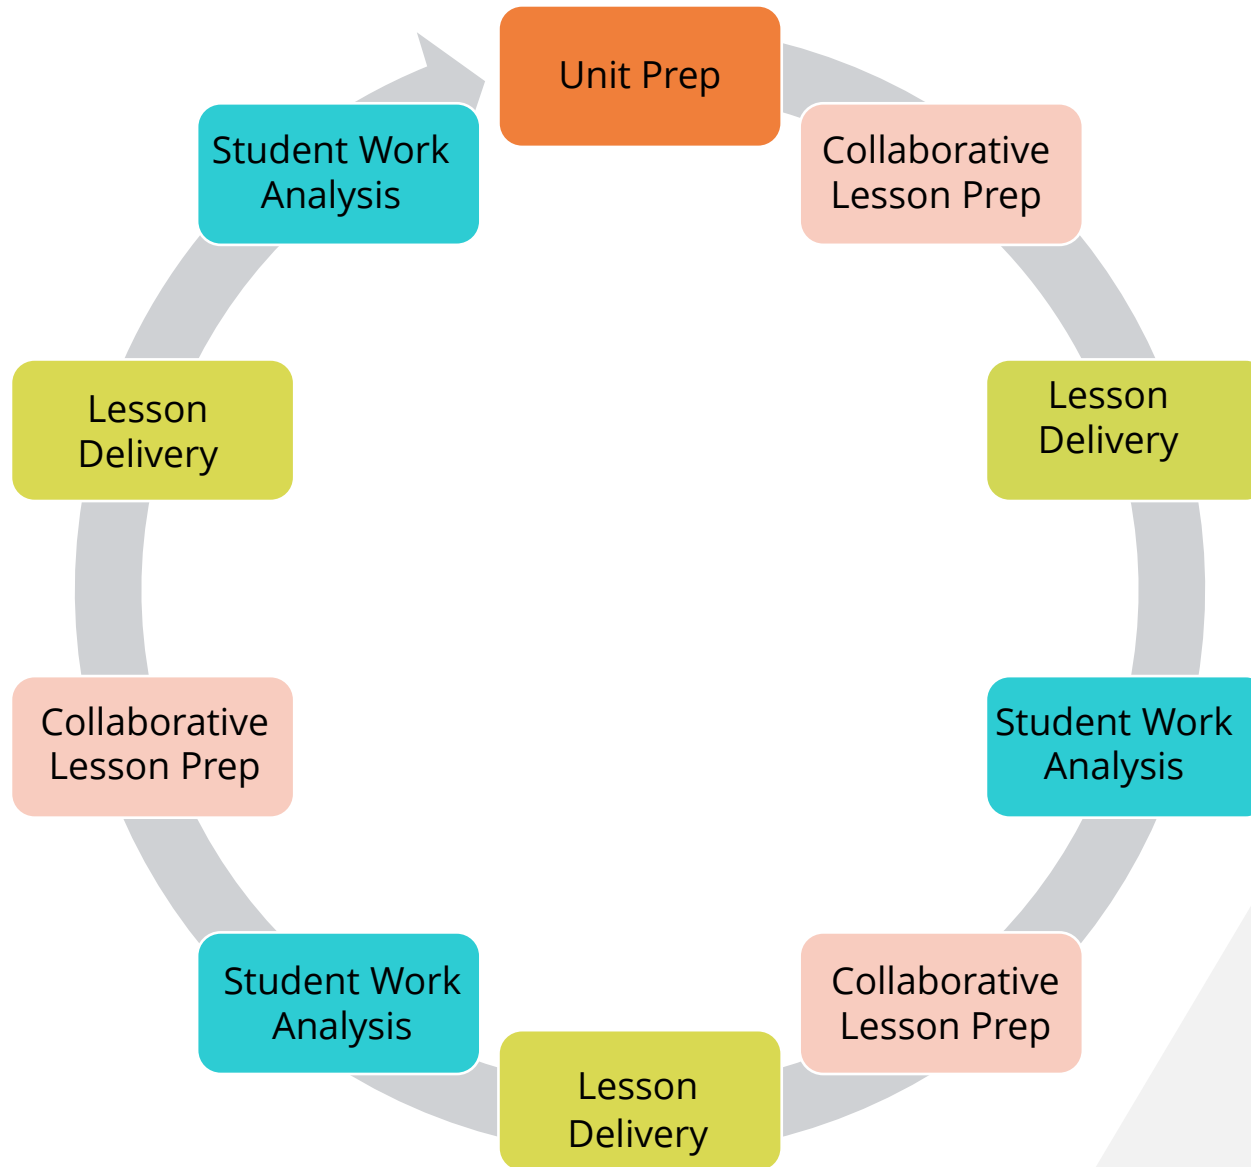 Unit Prep
Collaborative
Lesson Prep
Lesson
Delivery
Student Work
Analysis
Collaborative
Lesson Prep
Lesson
Delivery
Student Work
Analysis
Collaborative
Lesson Prep
Lesson
Delivery
Student Work
Analysis